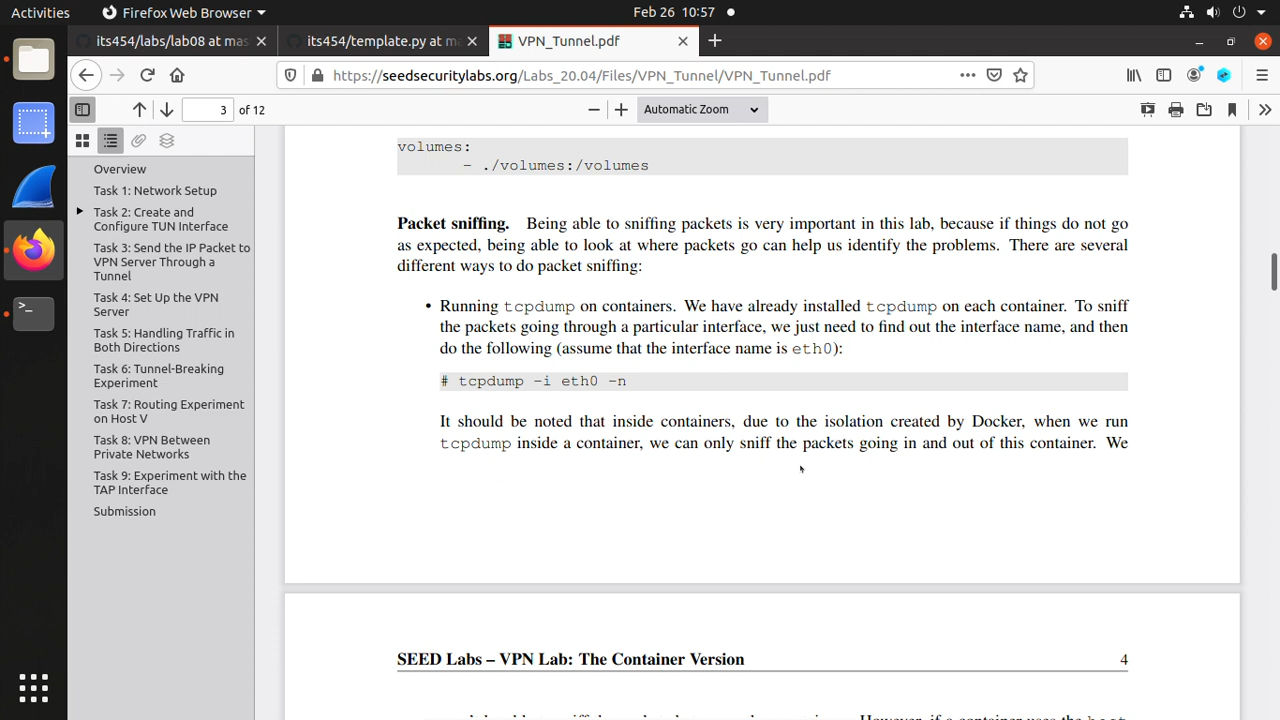 Activities
Firefox Web Browser
Feb 26 10:57
its454/labs/lab08 at mas
its454/template.py at ma
VPN_Tunnel.pdf
https://seedsecuritylabs.org/Labs_20.04/Files/VPN_Tunnel/VPN_Tunnel.pdf
3 of 12
Automatic Zoom
Overview
Task 1: Network Setup
Task 2: Create and
Configure TUN Interface
Task 3: Send the IP Packet to
VPN Server Through a
Tunnel
Task 4: Set Up the VPN
Server
Task 5: Handling Traffic in
Both Directions
Task 6: Tunnel-Breaking
Experiment
Task 7: Routing Experiment
on Host V
Task 8: VPN Between
Private Networks
Task 9: Experiment with the
TAP Interface
Submission
volumes:
- ./volumes:/volumes
Packet sniffing. Being able to sniffing packets is very important in this lab, because if things do not go
as expected, being able to look at where packets go can help us identify the problems. There are several
different ways to do packet sniffing:
• Running tcpdump on containers. We have already installed tcpdump on each container. To sniff
the packets going through a particular interface, we just need to find out the interface name, and then
do the following (assume that the interface name is eth0):
# tcpdump -i eth0 -n
It should be noted that inside containers, due to the isolation created by Docker, when we run
tcpdump inside a container, we can only sniff the packets going in and out of this container. We
SEED Labs – VPN Lab: The Container Version 4